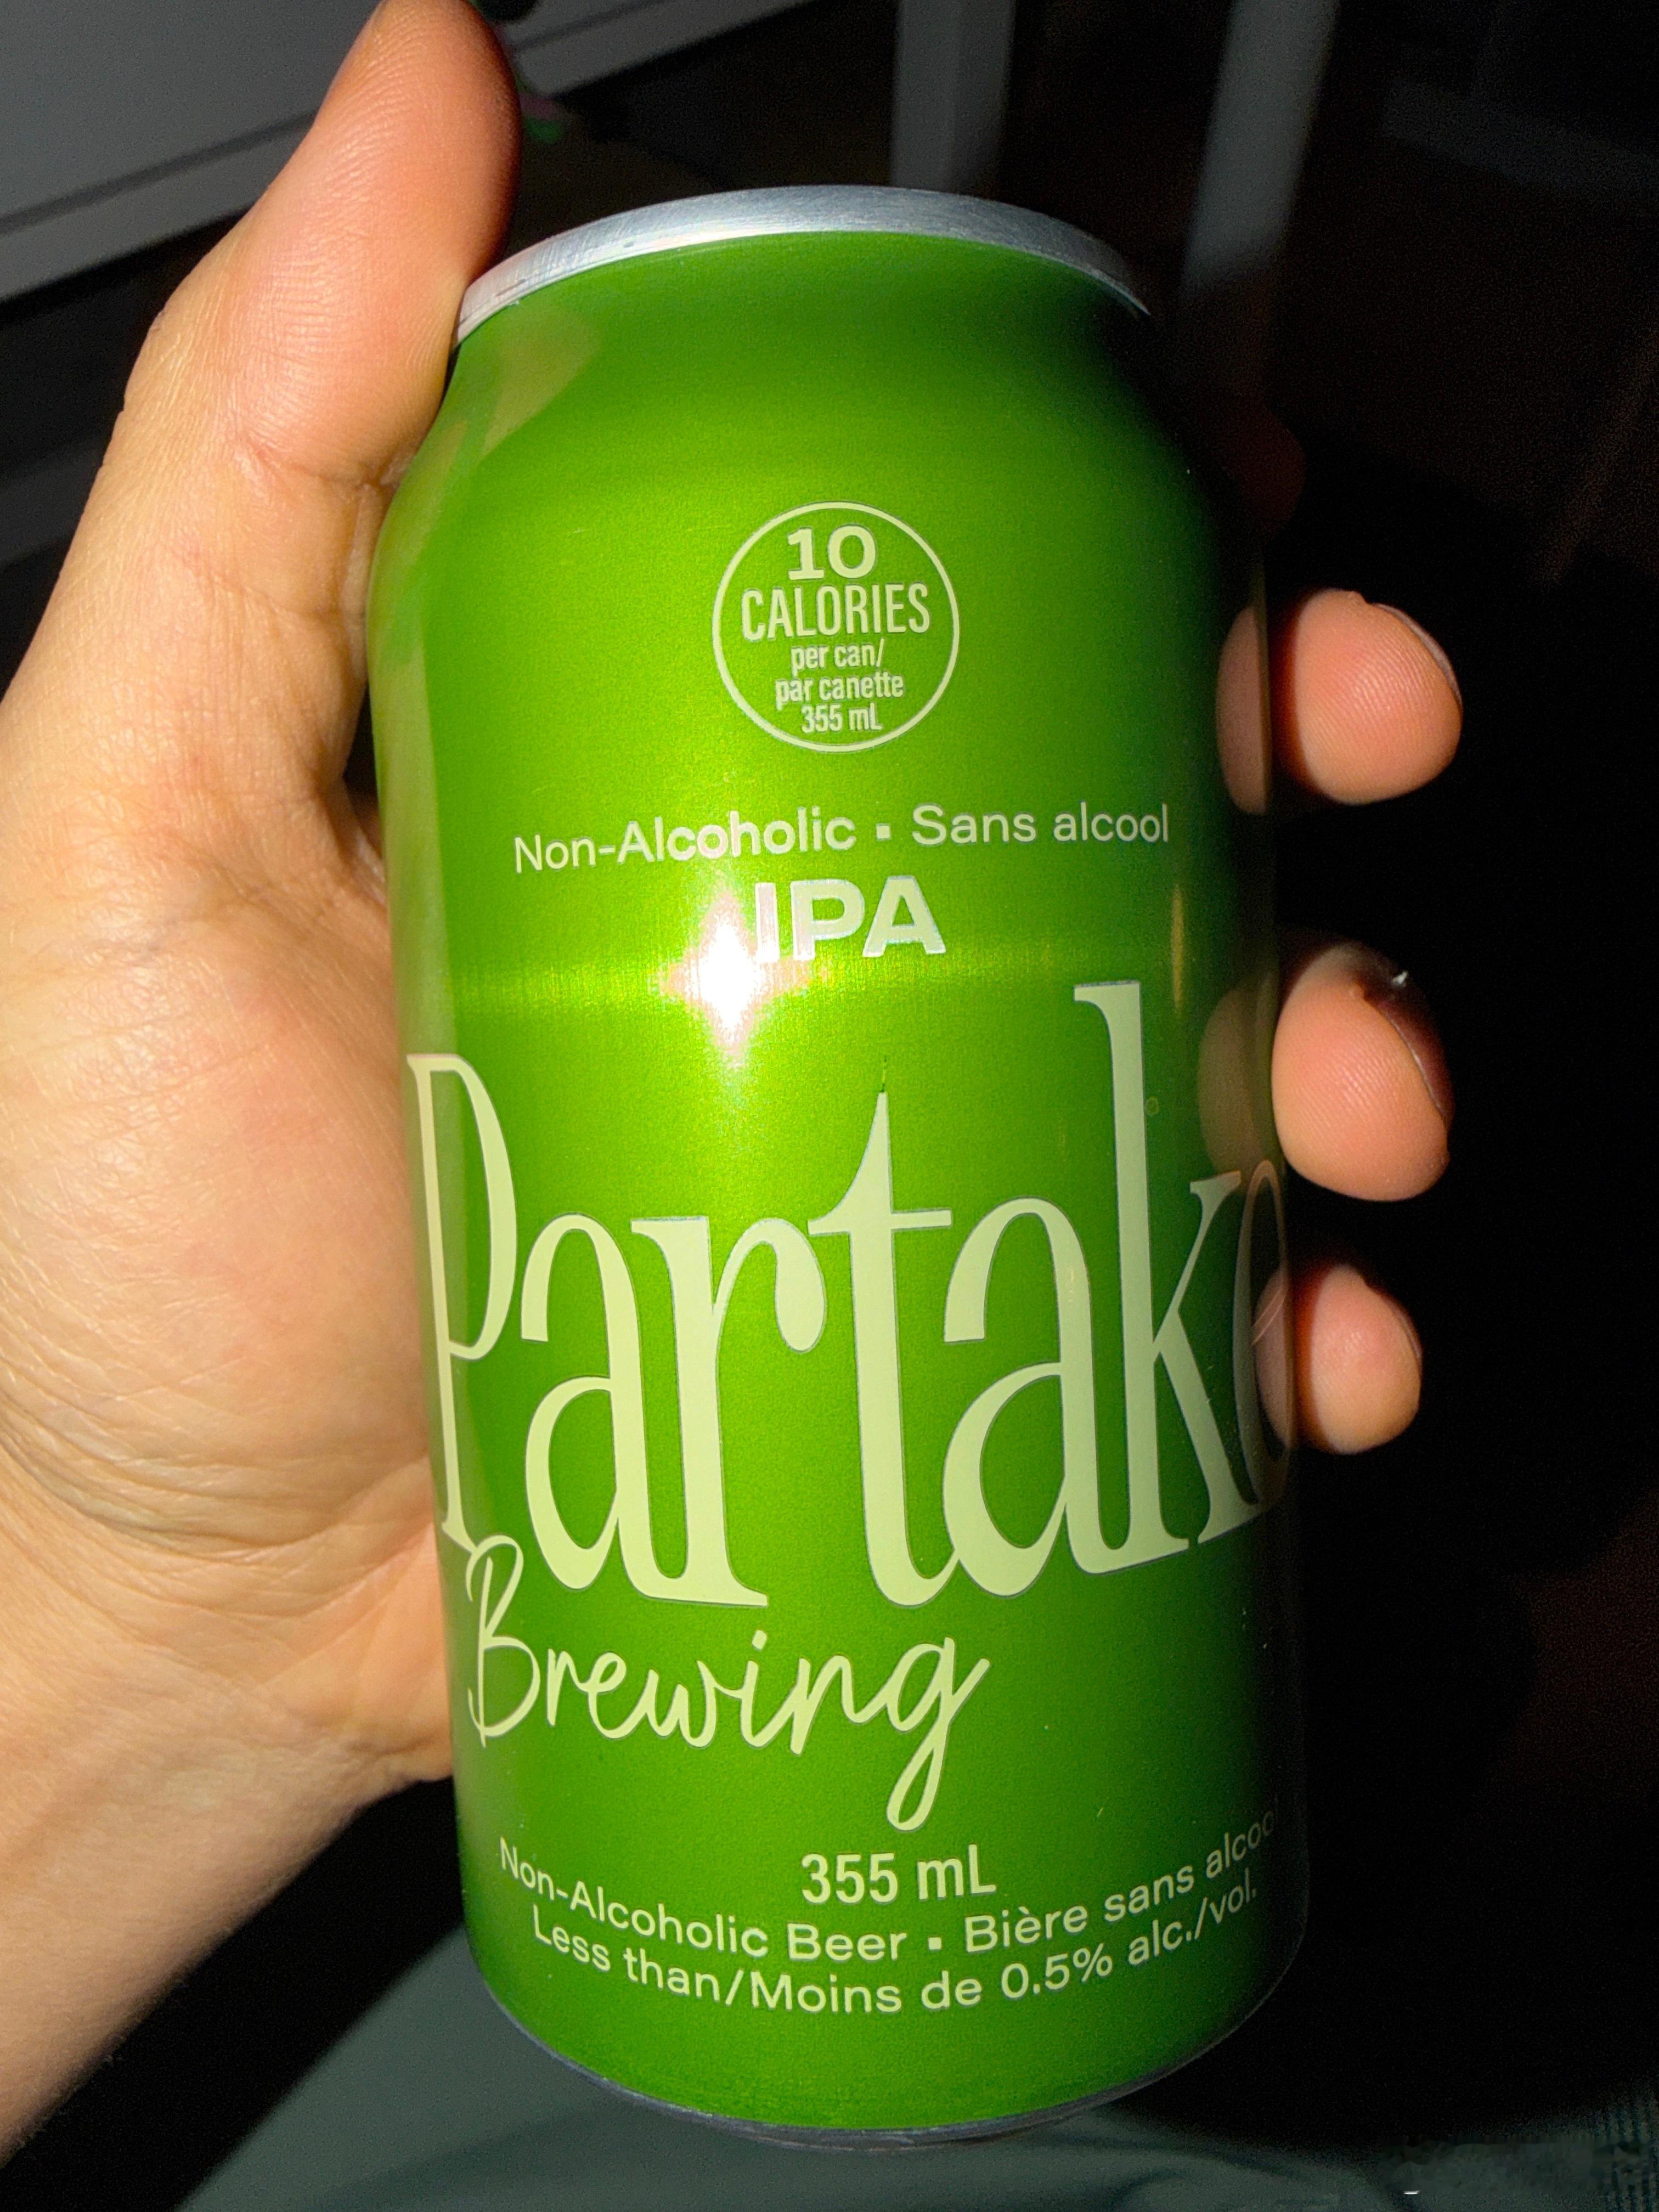 10
CALORIES
per can/
par canette
355 mL
Non-Alcoholic ▪ Sans alcool
IPA
Partake
Brewing
355 mL
Non-Alcoholic Beer ▪ Bière sans alcool
Less than/Moins de 0.5% alc./vol.